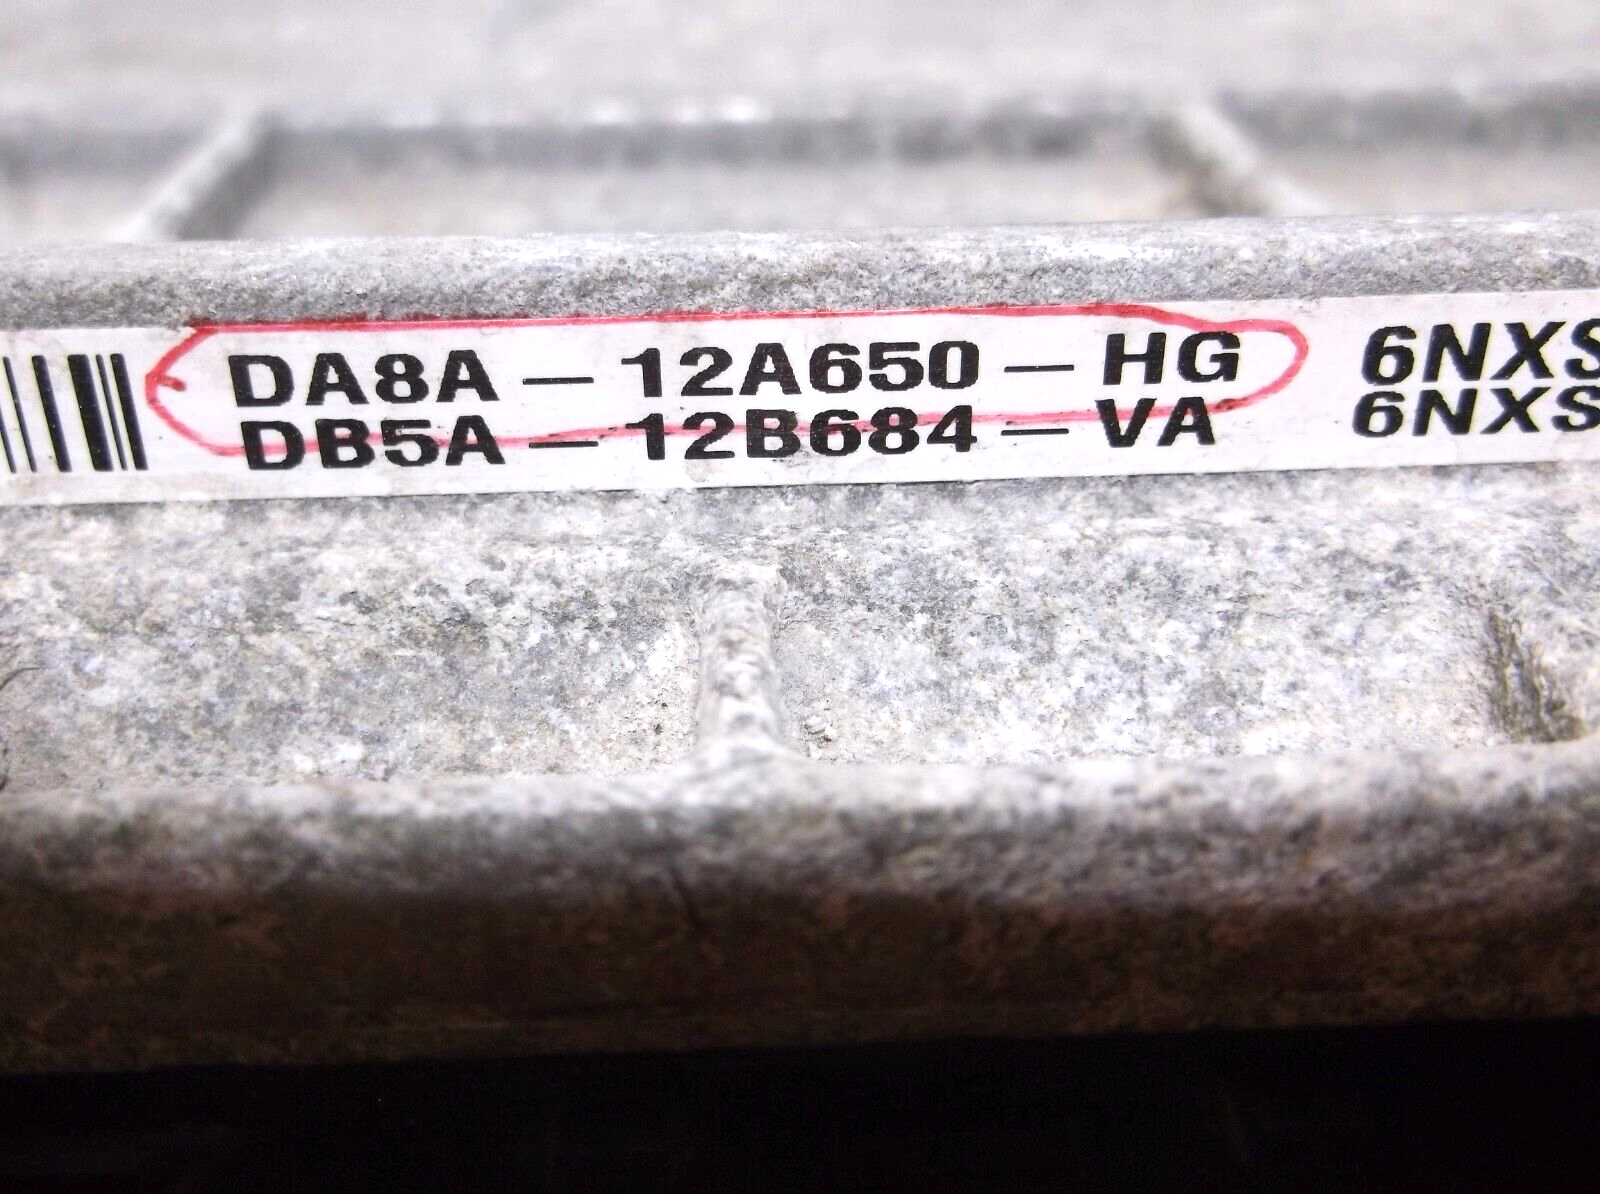 DA8A — 12A650 — HG 6NXS
DB5A — 12B684 — VA 6NXS